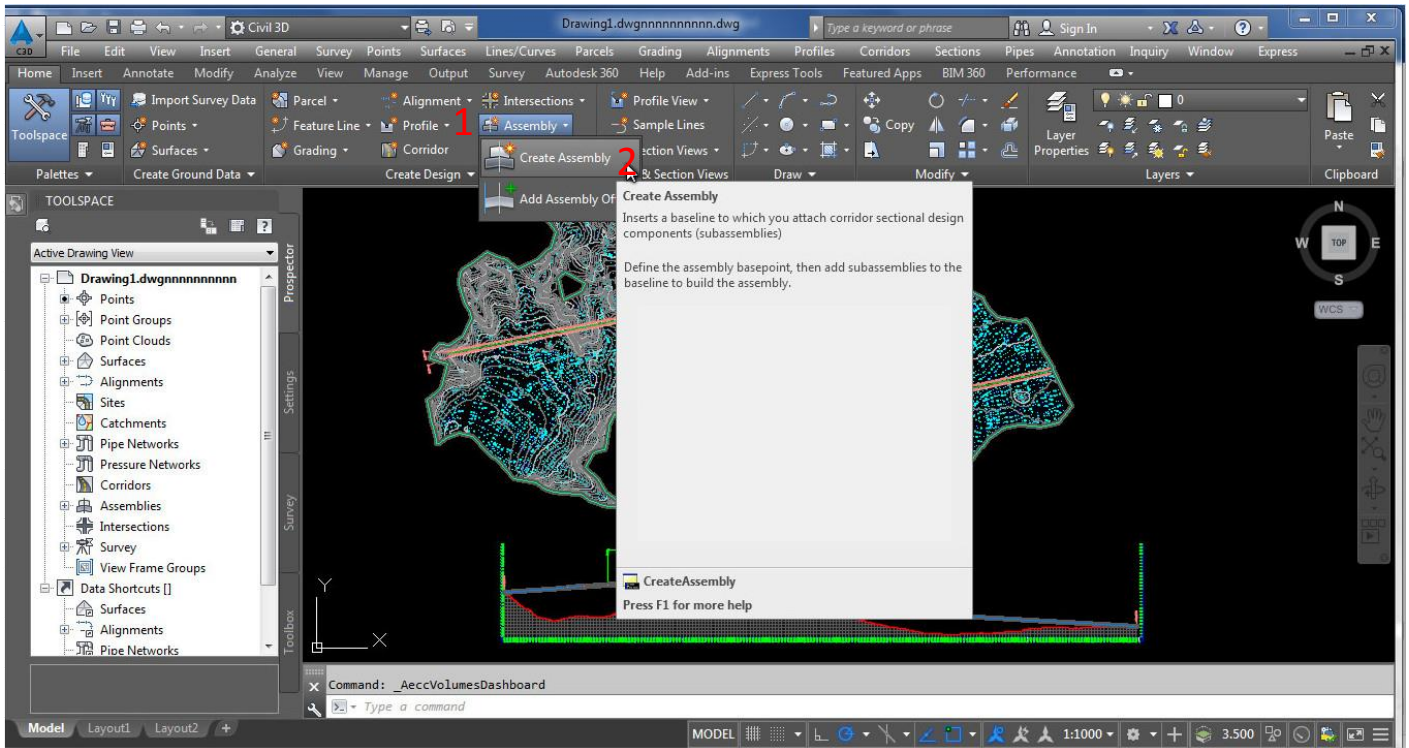 Civil 3D
Drawing1.dwgnnnnnnnnnn.dwg
Type a keyword or phrase
Sign In
C3D
File Edit View Insert General Survey Points Surfaces Lines/Curves Parcels Grading Alignments Profiles Corridors Sections Pipes Annotation Inquiry Window Express
Home Insert Annotate Modify Analyze View Manage Output Survey Autodesk 360 Help Add-ins Express Tools Featured Apps BIM 360 Performance
Import Survey Data Parcel Alignment Intersections Profile View 0
Toolspace Points Feature Line Profile 1 Assembly Sample Lines Copy Layer Properties Paste
Surfaces Grading Corridor Create Assembly 2 ection Views
Palettes Create Ground Data Create Design & Section Views Draw Modify Layers Clipboard
Add Assembly Of
Create Assembly
Inserts a baseline to which you attach corridor sectional design
components (subassemblies)
Define the assembly basepoint, then add subassemblies to the
baseline to build the assembly.
CreateAssembly
Press F1 for more help
TOOLSPACE
Active Drawing View
Drawing1.dwgnnnnnnnnnn
Points
Point Groups
Point Clouds
Surfaces
Alignments
Sites
Catchments
Pipe Networks
Pressure Networks
Corridors
Assemblies
Intersections
Survey
View Frame Groups
Data Shortcuts []
Surfaces
Alignments
Pipe Networks
Prospector
Settings
Survey
Toolbox
N
W TOP E
S
WCS
Y
X
Command: _AeccVolumesDashboard
Type a command
Model Layout1 Layout2 +
MODEL 1:1000 3.500